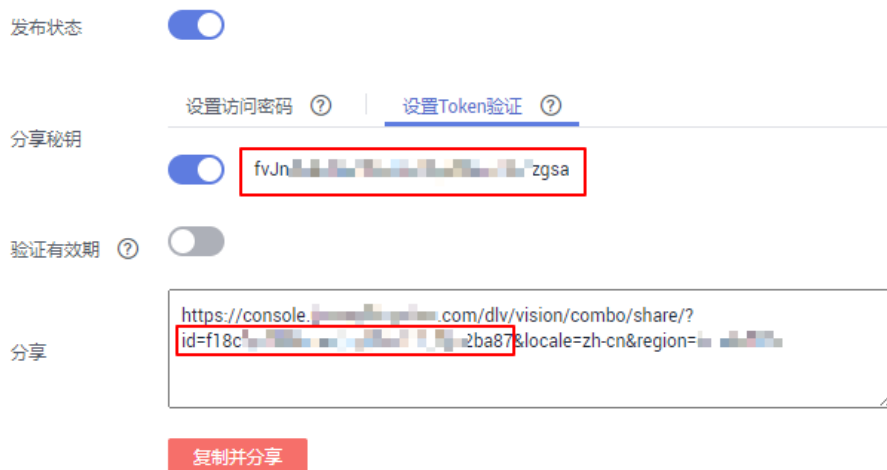 发布状态
设置访问密码 ? 设置Token验证 ?
分享秘钥
fvJn zgsa
验证有效期 ?
https://console. .com/dlv/vision/combo/share/?
id=f18c 2ba87&locale=zh-cn&region=
分享
复制并分享